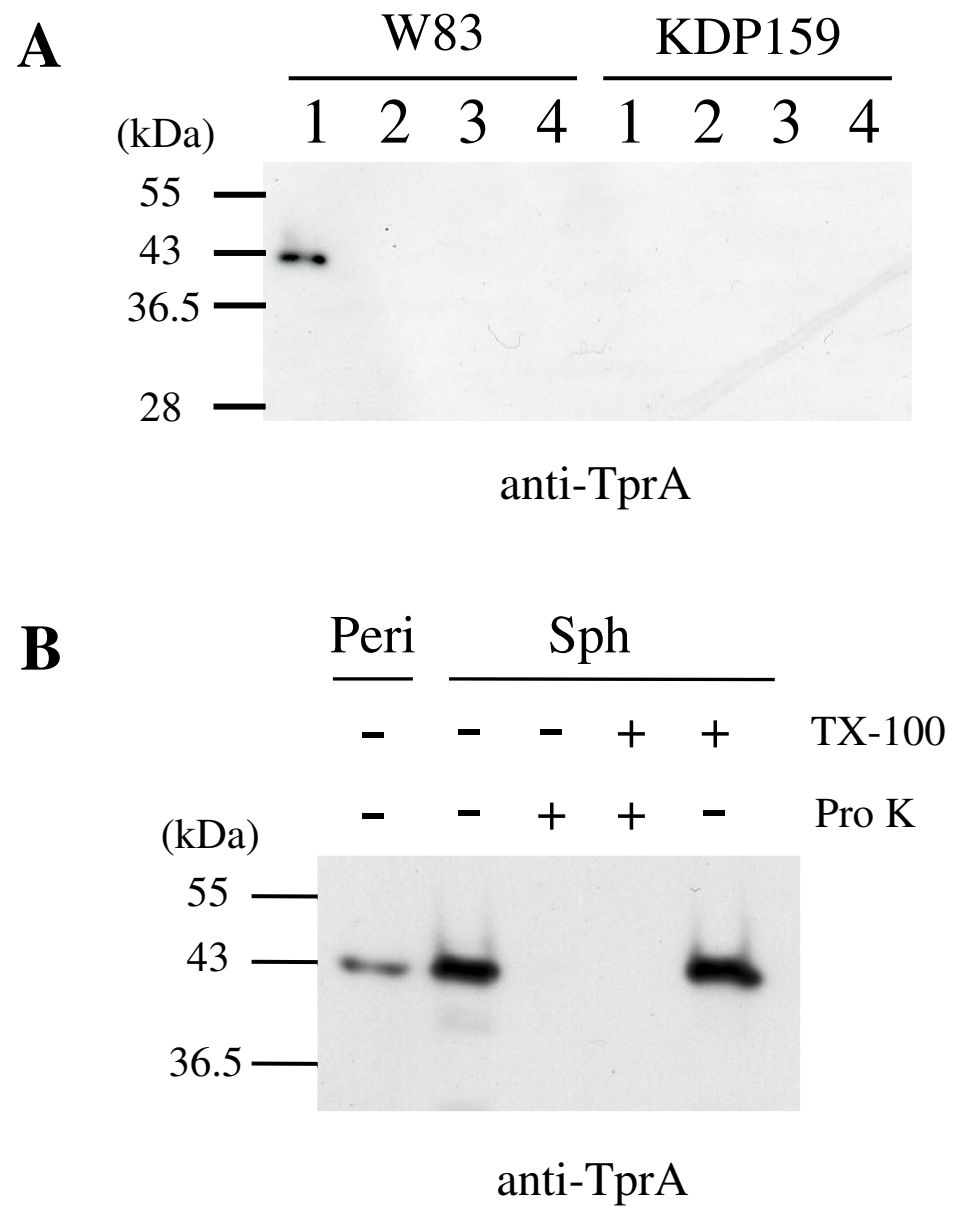 A
W83 KDP159
(kDa) 1 2 3 4 1 2 3 4
55
43
36.5
28
anti-TprA
B
Peri Sph
- - - + + TX-100
- - + + - Pro K
(kDa)
55
43
36.5
anti-TprA